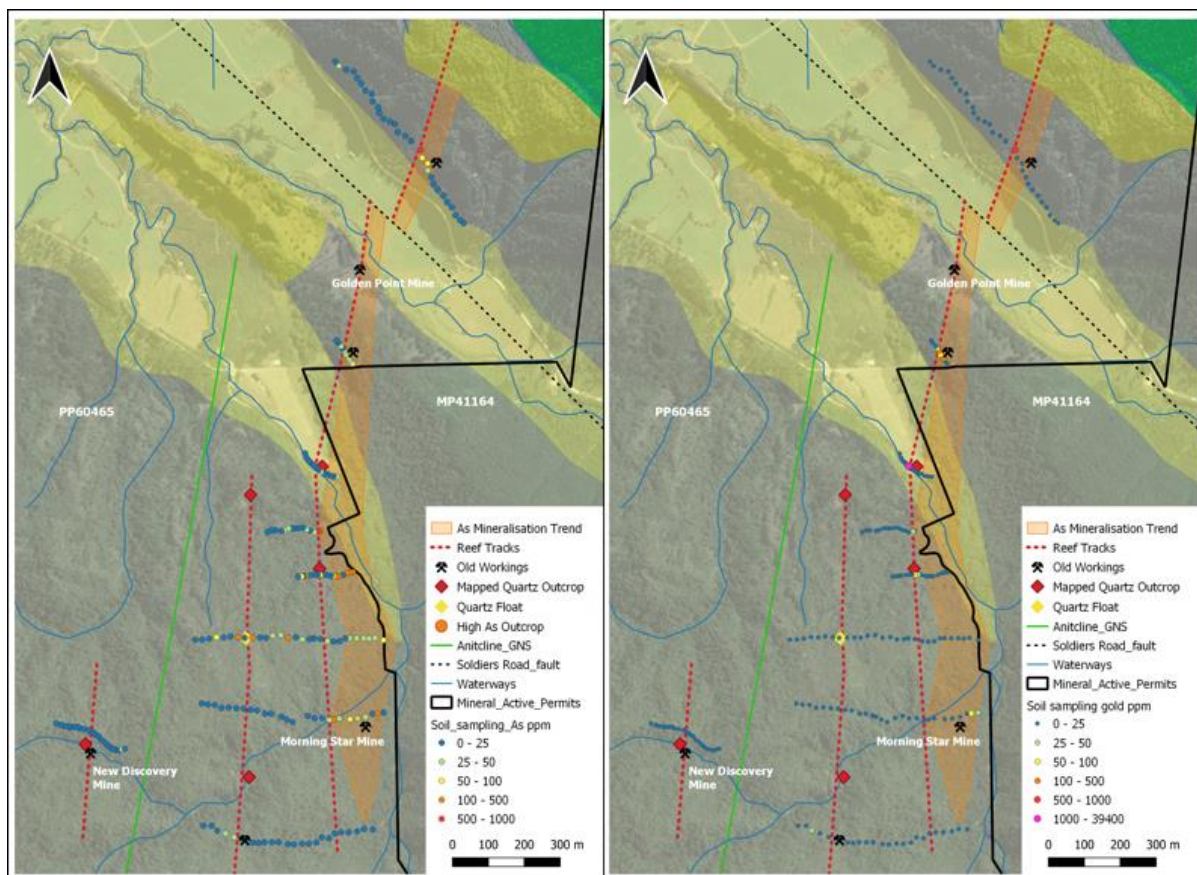 Golden Point Mine
PP60465
MP41164
As Mineralisation Trend
Reef Tracks
Old Workings
Mapped Quartz Outcrop
Quartz Float
High As Outcrop
Anitcline_GNS
Soldiers Road_fault
Waterways
Mineral_Active_Permits
Soil_sampling_As ppm
0 - 25
25 - 50
50 - 100
100 - 500
500 - 1000
0 100 200 300 m
Morning Star Mine
New Discovery
Mine
Golden Point Mine
PP60465
MP41164
As Mineralisation Trend
Reef Tracks
Old Workings
Mapped Quartz Outcrop
Quartz Float
High As Outcrop
Anitcline_GNS
Soldiers Road_fault
Waterways
Mineral_Active_Permits
Soil sampling gold ppm
0 - 25
25 - 50
50 - 100
100 - 500
500 - 1000
1000 - 39400
0 100 200 300 m
Morning Star Mine
New Discovery
Mine